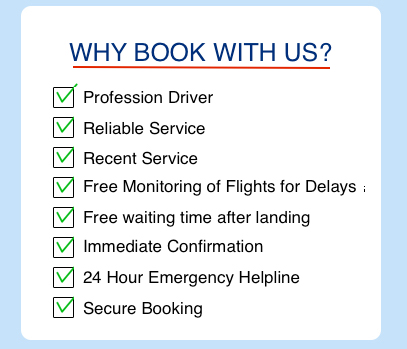 WHY BOOK WITH US?
Profession Driver
Reliable Service
Recent Service
Free Monitoring of Flights for Delays
Free waiting time after landing
Immediate Confirmation
24 Hour Emergency Helpline
Secure Booking